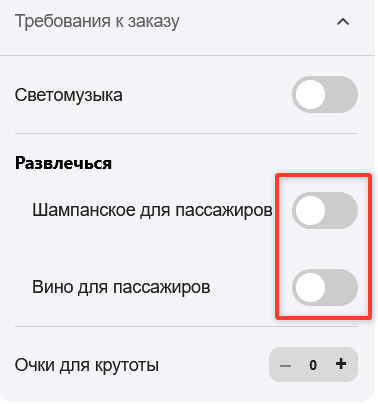 Требования к заказу
Светомузыка
Развлечься
Шампанское для пассажиров
Вино для пассажиров
Очки для крутоты
– 0 +